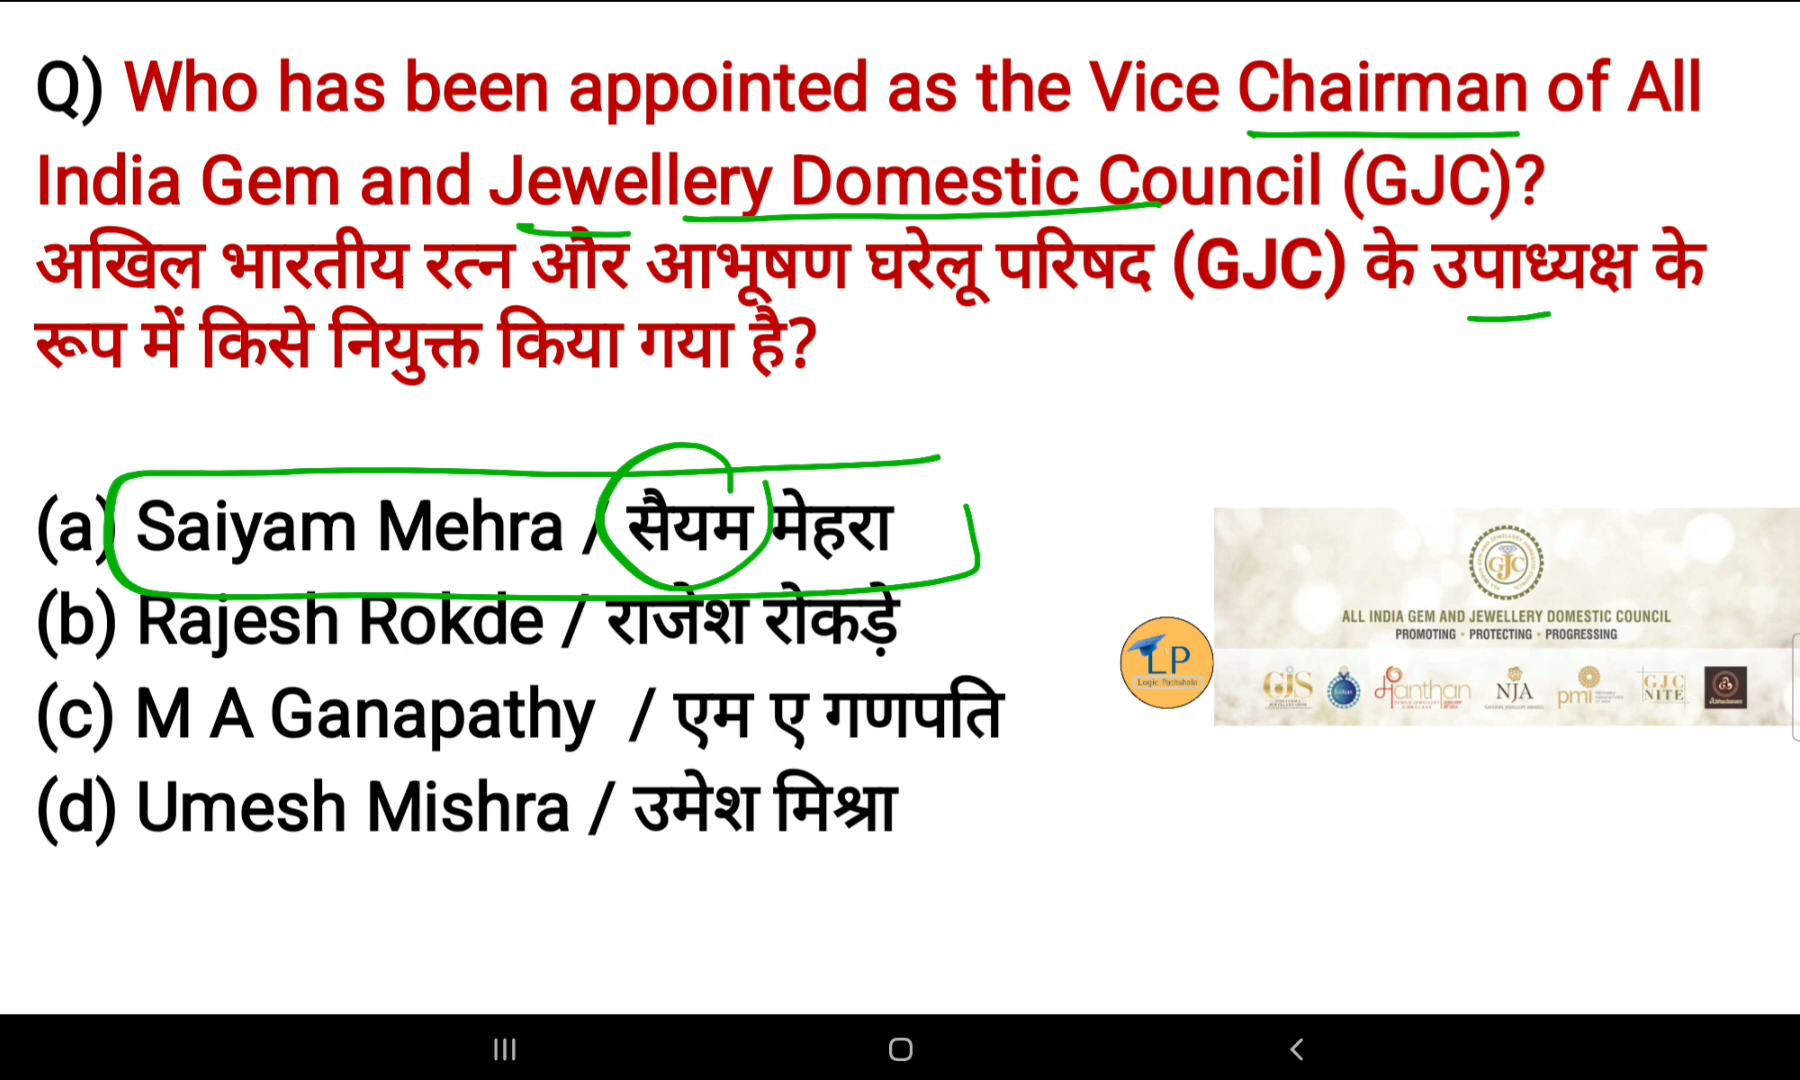 Q) Who has been appointed as the Vice Chairman of All
India Gem and Jewellery Domestic Council (GJC)?
अखिल भारतीय रत्न और आभूषण घरेलू परिषद (GJC) के उपाध्यक्ष के
रूप में किसे नियुक्त किया गया है?
(a) Saiyam Mehra / सैयम मेहरा
(b) Rajesh Rokde / राजेश रोकड़े
(c) M A Ganapathy / एम ए गणपति
(d) Umesh Mishra / उमेश मिश्रा
LP
Logic Pathshala
GJC
ALL INDIA GEM AND JEWELLERY DOMESTIC COUNCIL
PROMOTING • PROTECTING • PROGRESSING
GJS
Manthan
NJA
pmi
GJC
NITE